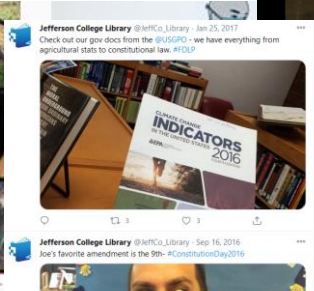 Jefferson College Library @JeffCo_Library · Jan 25, 2017
Check out our gov docs from the @USGPO - we have everything from
agricultural stats to constitutional law. #FDLP
CLIMATE CHANGE
INDICATORS
IN THE UNITED STATES
2016
EPA
3
3
Jefferson College Library @JeffCo_Library · Sep 16, 2016
Joe's favorite amendment is the 9th- #ConstitutionDay2016